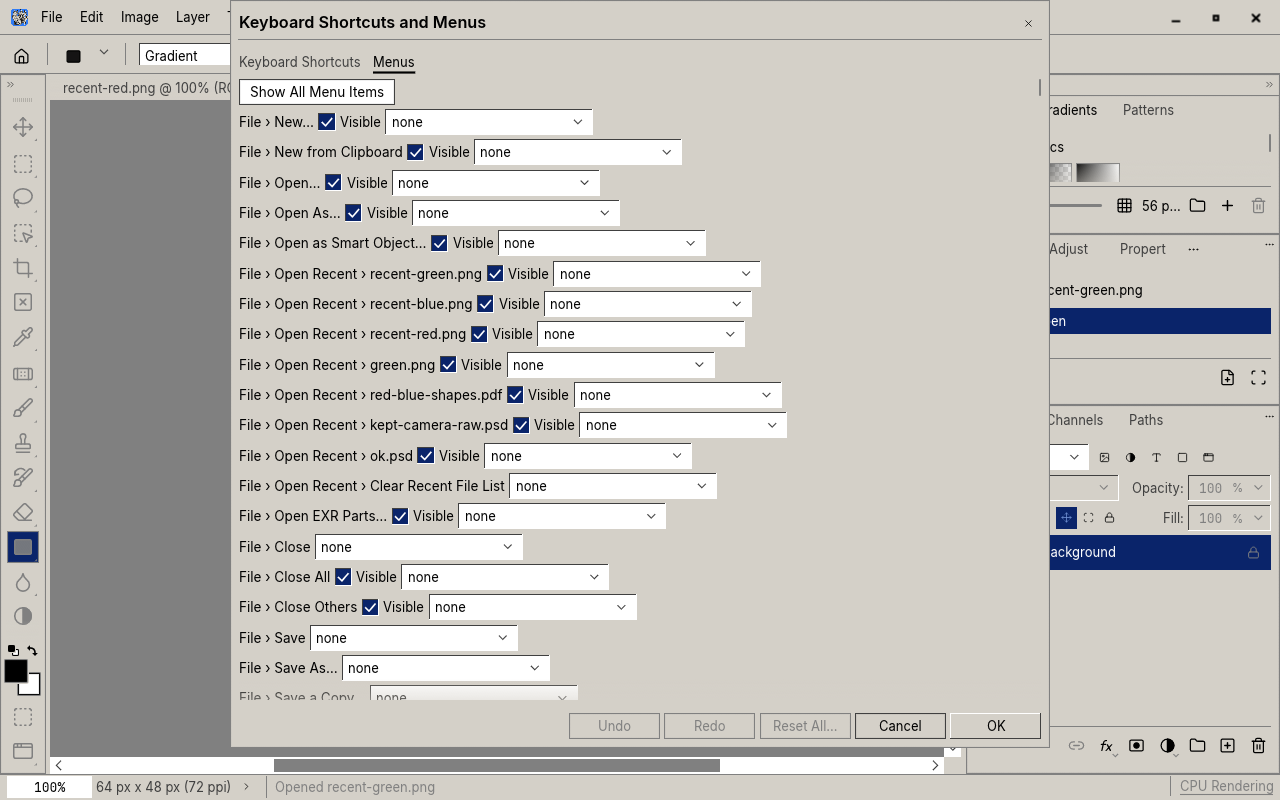 File Edit Image Layer
Keyboard Shortcuts and Menus
Gradient
Keyboard Shortcuts Menus
recent-red.png @ 100% (R
Show All Menu Items
radients Patterns
File › New... Visible none
cs
File › New from Clipboard Visible none
File › Open... Visible none
File › Open As... Visible none
56 p...
File › Open as Smart Object... Visible none
Adjust Propert ...
File › Open Recent › recent-green.png Visible none
cent-green.png
File › Open Recent › recent-blue.png Visible none
en
File › Open Recent › recent-red.png Visible none
File › Open Recent › green.png Visible none
File › Open Recent › red-blue-shapes.pdf Visible none
File › Open Recent › kept-camera-raw.psd Visible none
Channels Paths
File › Open Recent › ok.psd Visible none
File › Open Recent › Clear Recent File List none
Opacity: 100 %
File › Open EXR Parts... Visible none
Fill: 100 %
File › Close none
ackground
File › Close All Visible none
File › Close Others Visible none
File › Save none
File › Save As... none
File › Save a Copy... none
Undo Redo Reset All... Cancel OK
fx
100% 64 px x 48 px (72 ppi) Opened recent-green.png CPU Rendering